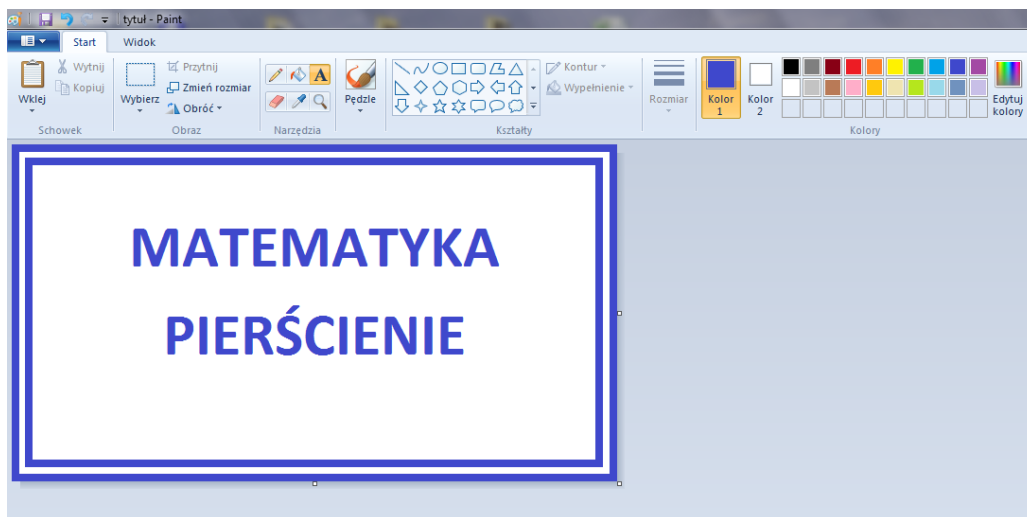 tytuł - Paint
Start Widok
Wklej
Wytnij
Kopiuj
Schowek
Wybierz
Przytnij
Zmień rozmiar
Obróć
Obraz
A
Narzędzia
Pędzle
Kontur
Wypełnienie
Kształty
Rozmiar
Kolor 1
Kolor 2
Edytuj kolory
Kolory
MATEMATYKA
PIERŚCIENIE